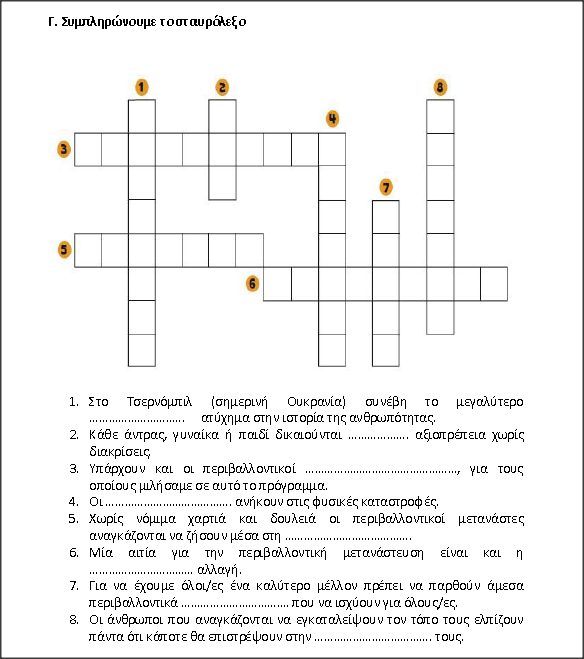 Γ. Συμπληρώνουμε το σταυρόλεξο
1
2
8
4
3
7
5
6
1. Στο Τσερνόμπιλ (σημερινή Ουκρανία) συνέβη το μεγαλύτερο
................................ ατύχημα στην ιστορία της ανθρωπότητας.
2. Κάθε άντρας, γυναίκα ή παιδί δικαιούνται .................... αξιοπρέπεια χωρίς
διακρίσεις.
3. Υπάρχουν και οι περιβαλλοντικοί .................................................., για τους
οποίους μιλήσαμε σε αυτό το πρόγραμμα.
4. Οι .......................................... ανήκουν στις φυσικές καταστροφές.
5. Χωρίς νόμιμα χαρτιά και δουλειά οι περιβαλλοντικοί μετανάστες
αναγκάζονται να ζήσουν μέσα στη ..........................................
6. Μία αιτία για την περιβαλλοντική μετανάστευση είναι και η
.................................. αλλαγή.
7. Για να έχουμε όλοι/ες ένα καλύτερο μέλλον πρέπει να παρθούν άμεσα
περιβαλλοντικά .................................... που να ισχύουν για όλους/ες.
8. Οι άνθρωποι που αναγκάζονται να εγκαταλείψουν τον τόπο τους ελπίζουν
πάντα ότι κάποτε θα επιστρέψουν στην ...................................... τους.